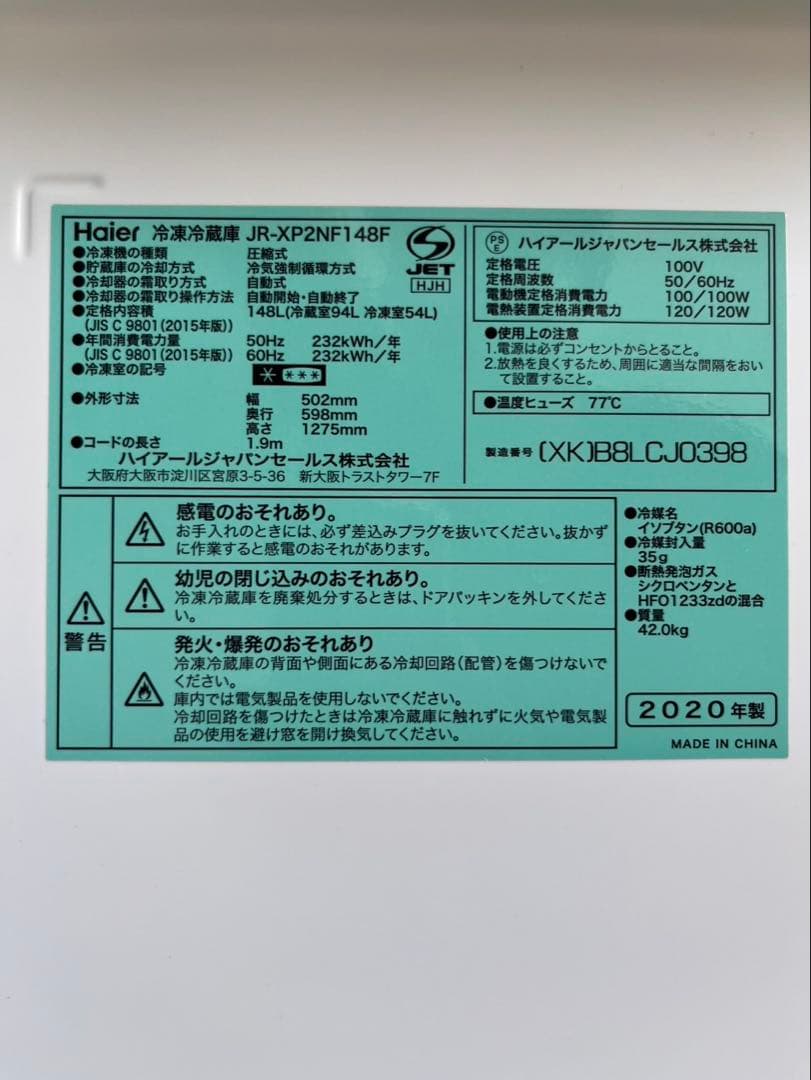 Haier 冷凍冷蔵庫 JR-XP2NF148F
●冷凍機の種類 圧縮式
●貯蔵庫の冷却方式 冷気強制循環方式
●冷却器の霜取り方式 自動式
●冷却器の霜取り操作方法 自動開始・自動終了
●定格内容積 148L(冷蔵室94L 冷凍室54L)
(JIS C 9801(2015年版))
●年間消費電力量 50Hz 232kWh/年
(JIS C 9801(2015年版)) 60Hz 232kWh/年
●冷凍室の記号 * ***
●外形寸法 幅 502mm
奥行 598mm
高さ 1275mm
●コードの長さ 1.9m
ハイアールジャパンセールス株式会社
大阪府大阪市淀川区宮原3-5-36 新大阪トラストタワー7F
JET
HJH
PSE ハイアールジャパンセールス株式会社
定格電圧 100V
定格周波数 50/60Hz
電動機定格消費電力 100/100W
電熱装置定格消費電力 120/120W
●使用上の注意
1.電源は必ずコンセントからとること。
2.放熱を良くするため、周囲に適当な間隔をおい
て設置すること。
●温度ヒューズ 77℃
製造番号 (XK)B8LCJ0398
警告
感電のおそれあり。
お手入れのときには、必ず差込みプラグを抜いてください。抜かず
に作業すると感電のおそれがあります。
幼児の閉じ込めのおそれあり。
冷凍冷蔵庫を廃棄処分するときは、ドアパッキンを外してくださ
い。
発火・爆発のおそれあり
冷凍冷蔵庫の背面や側面にある冷却回路(配管)を傷つけないで
ください。
庫内では電気製品を使用しないでください。
冷却回路を傷つけたときは冷凍冷蔵庫に触れずに火気や電気製
品の使用を避け窓を開け換気してください。
●冷媒名
イソブタン(R600a)
●冷媒封入量
35g
●断熱発泡ガス
シクロペンタンと
HFO1233zdの混合
●質量
42.0kg
2020年製
MADE IN CHINA